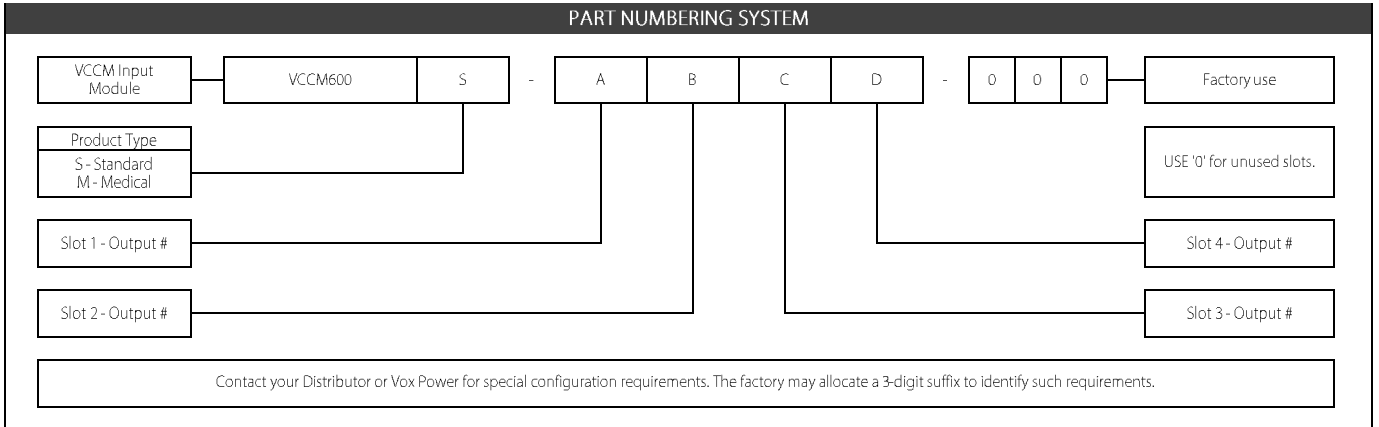 PART NUMBERING SYSTEM
VCCM Input
Module
VCCM600
S
-
A
B
C
D
-
0
0
0
Factory use
Product Type
S - Standard
M - Medical
USE '0' for unused slots.
Slot 1 - Output #
Slot 4 - Output #
Slot 2 - Output #
Slot 3 - Output #
Contact your Distributor or Vox Power for special configuration requirements. The factory may allocate a 3-digit suffix to identify such requirements.